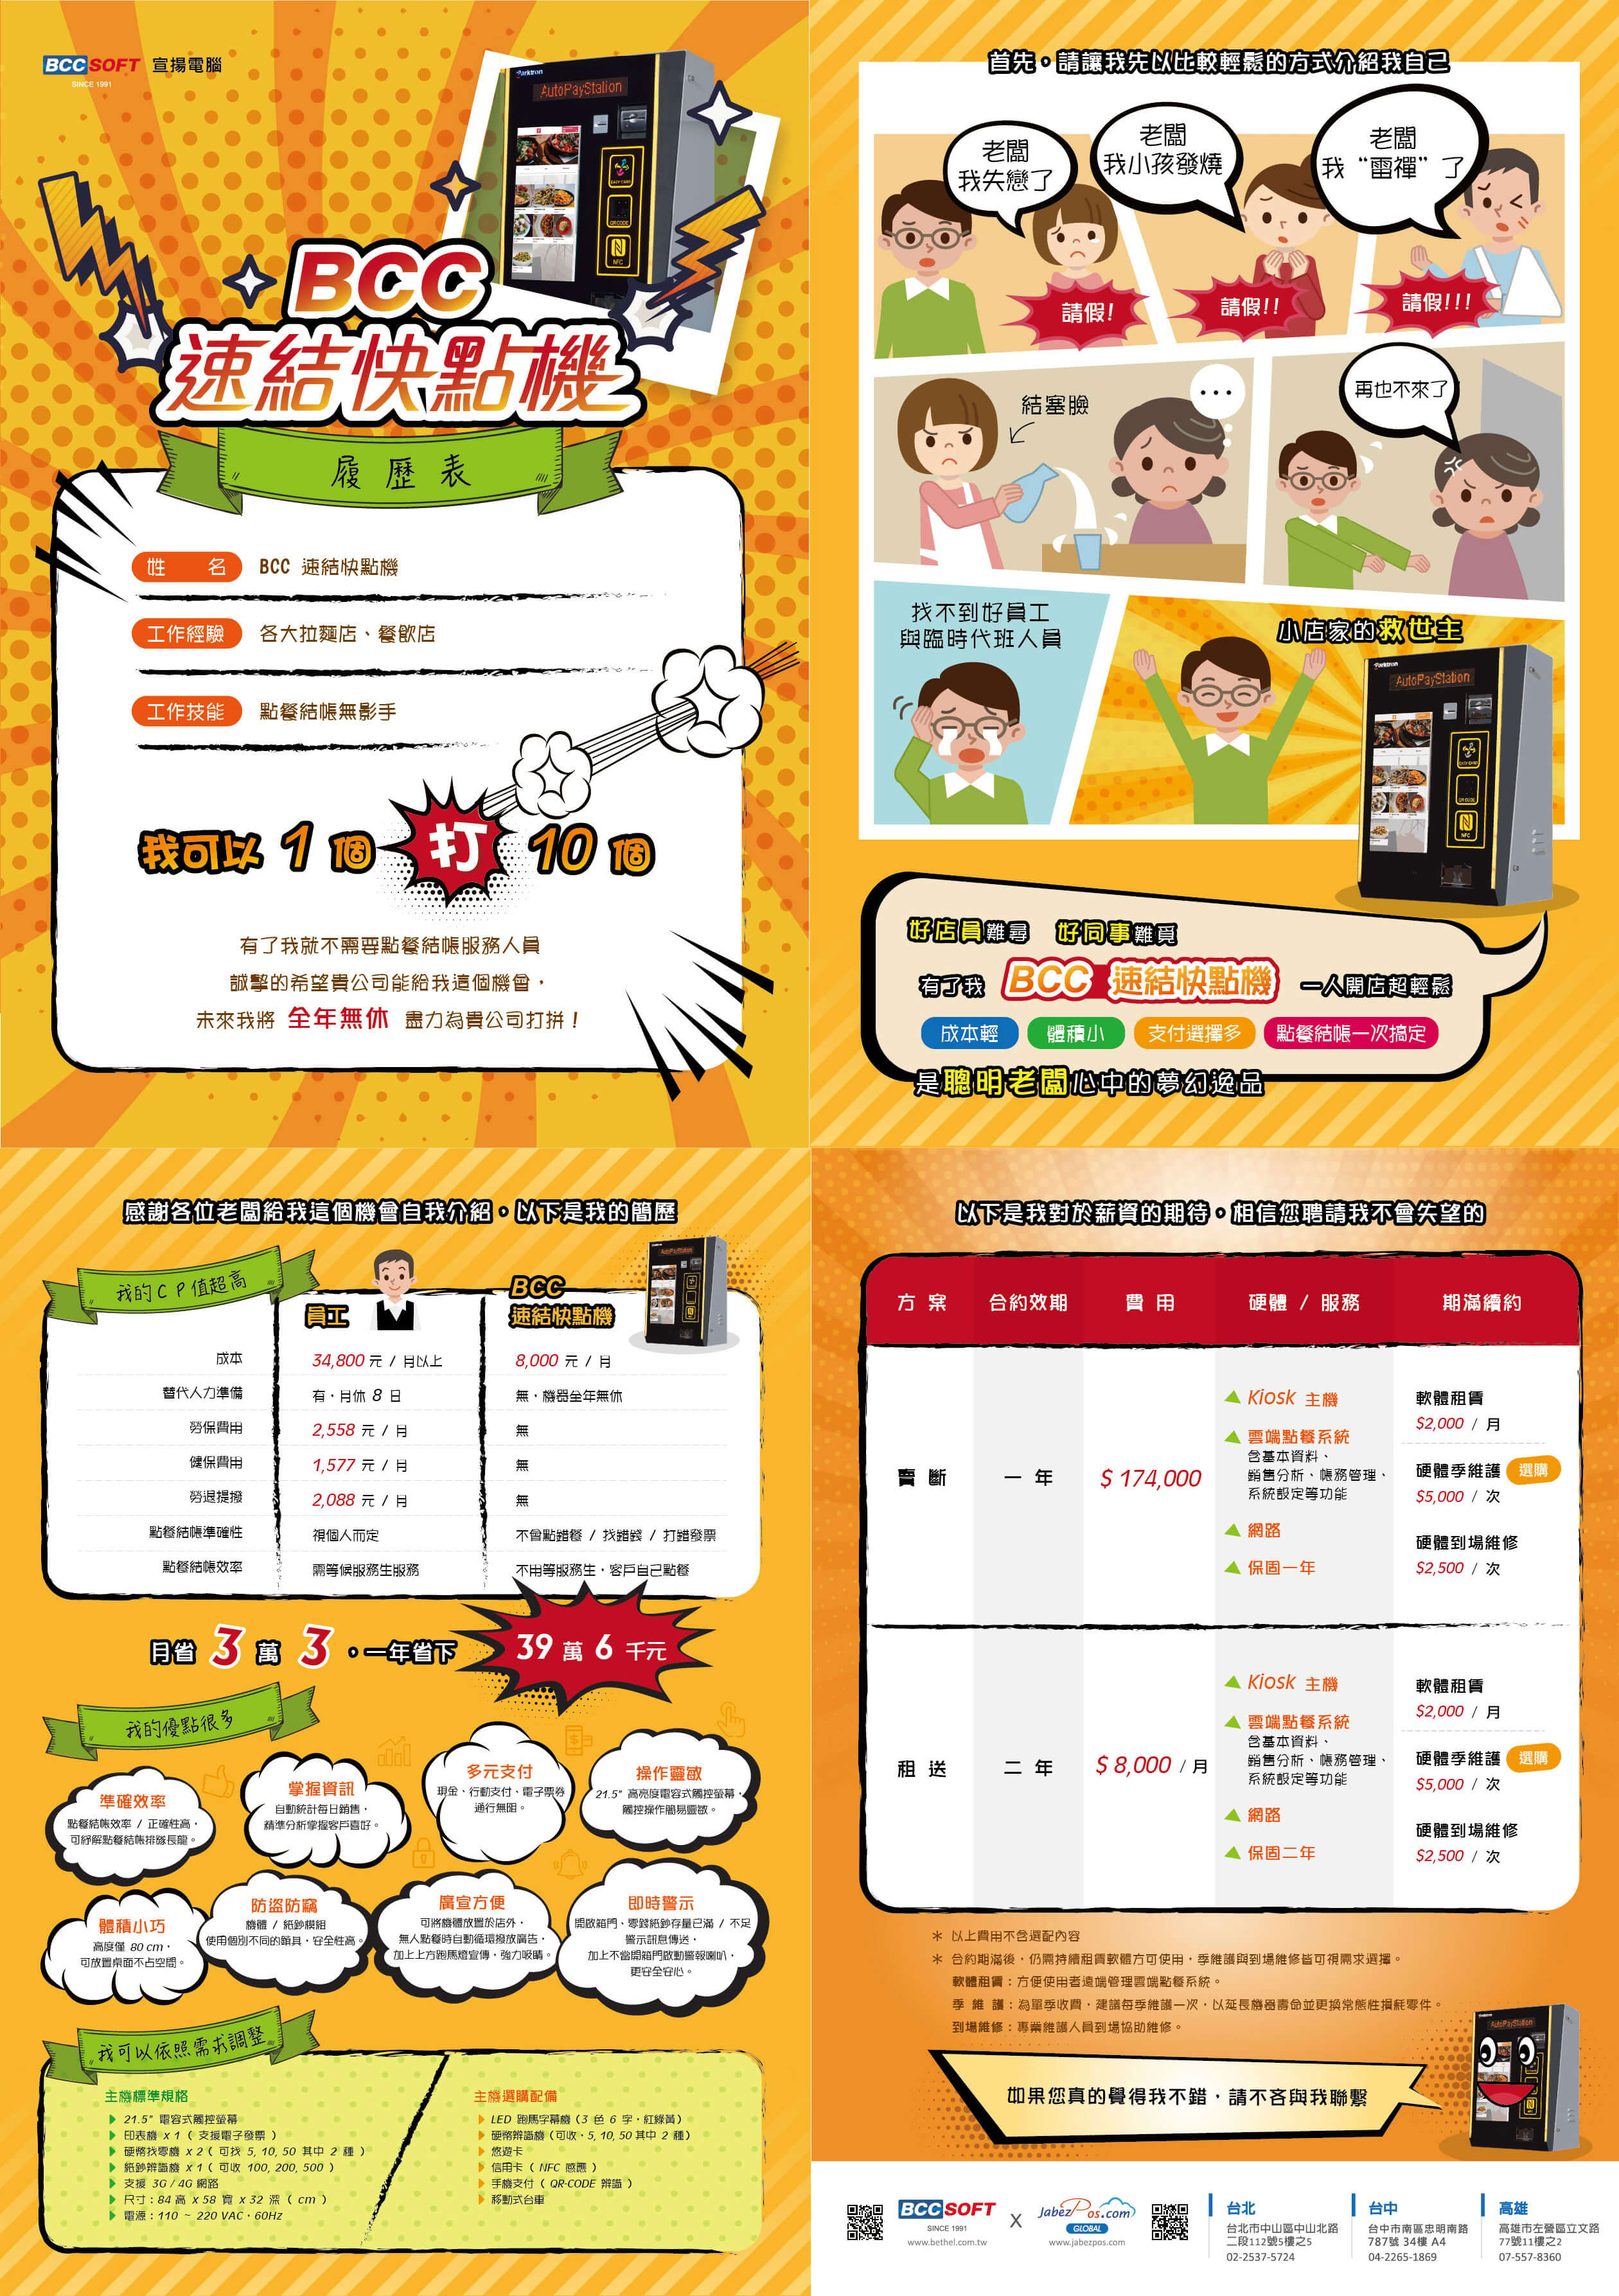 BCC SOFT 宣揚電腦
SINCE 1991
Parktron
AutoPayStation
EASY CARD
QR CODE
NFC
BCC
速結快點機
履歷表
姓 名 BCC 速結快點機
工作經驗 各大拉麵店、餐飲店
工作技能 點餐結帳無影手
我可以 1 個 打 10 個
有了我就不需要點餐結帳服務人員
誠摯的希望貴公司能給我這個機會，
未來我將 全年無休 盡力為貴公司打拼！
首先。請讓我先以比較輕鬆的方式介紹我自己
老闆
我失戀了
請假!
老闆
我小孩發燒
請假!!
老闆
我“雷禪”了
請假!!!
結塞臉
...
再也不來了
找不到好員工
與臨時代班人員
小店家的救世主
Parktron
AutoPayStation
EASY CARD
QR CODE
NFC
好店員難尋 好同事難覓
有了我 BCC 速結快點機 一人開店超輕鬆
成本輕 體積小 支付選擇多 點餐結帳一次搞定
是聰明老闆心中的夢幻逸品
感謝各位老闆給我這個機會自我介紹。以下是我的簡歷
我的CP值超高
員工
BCC
速結快點機
AutoPayStation
成本 34,800 元 / 月以上 8,000 元 / 月
替代人力準備 有，月休 8 日 無，機器全年無休
勞保費用 2,558 元 / 月 無
健保費用 1,577 元 / 月 無
勞退提撥 2,088 元 / 月 無
點餐結帳準確性 視個人而定 不會點錯餐 / 找錯錢 / 打錯發票
點餐結帳效率 需等候服務生服務 不用等服務生，客戶自己點餐
月省 3 萬 3 。一年省下 39 萬 6 千元
我的優點很多
準確效率
點餐結帳效率 / 正確性高，
可紓解點餐結帳排隊長龍。
掌握資訊
自動統計每日銷售，
精準分析掌握客戶喜好。
多元支付
現金、行動支付、電子票券
通行無阻。
操作靈敏
21.5" 高亮度電容式觸控螢幕，
觸控操作簡易靈敏。
體積小巧
高度僅 80 cm，
可放置桌面不占空間。
防盜防竊
機體 / 紙鈔模組
使用個別不同的鎖具，安全性高。
廣宣方便
可將機體放置於店外，
無人點餐時自動循環撥放廣告，
加上上方跑馬燈宣傳，強力吸睛。
即時警示
開啟箱門、零錢紙鈔存量已滿 / 不足
警示訊息傳送，
加上不當開箱門啟動警報喇叭，
更安全安心。
我可以依照需求調整
主機標準規格
21.5" 電容式觸控螢幕
印表機 x 1 ( 支援電子發票 )
硬幣找零機 x 2 ( 可找 5, 10, 50 其中 2 種 )
紙鈔辨識機 x 1 ( 可收 100, 200, 500 )
支援 3G / 4G 網路
尺寸：84 高 x 58 寬 x 32 深 ( cm )
電源：110 ~ 220 VAC，60Hz
主機選購配備
LED 跑馬字幕機 (3 色 6 字，紅綠黃)
硬幣辨識機 (可收，5, 10, 50 其中 2 種)
悠遊卡
信用卡 ( NFC 感應 )
手機支付 ( QR-CODE 辨識 )
移動式台車
以下是我對於薪資的期待。相信您聘請我不會失望的
方案 合約效期 費用 硬體 / 服務 期滿續約
賣斷 一年 $ 174,000
Kiosk 主機
雲端點餐系統
含基本資料、
銷售分析、帳務管理、
系統設定等功能
網路
保固一年
軟體租賃
$2,000 / 月
硬體季維護 選購
$5,000 / 次
硬體到場維修
$2,500 / 次
租送 二年 $ 8,000 / 月
Kiosk 主機
雲端點餐系統
含基本資料、
銷售分析、帳務管理、
系統設定等功能
網路
保固二年
軟體租賃
$2,000 / 月
硬體季維護 選購
$5,000 / 次
硬體到場維修
$2,500 / 次
＊ 以上費用不含選配內容
＊ 合約期滿後，仍需持續租賃軟體方可使用，季維護與到場維修皆可視需求選擇。
軟體租賃：方便使用者遠端管理雲端點餐系統。
季 維 護：為單季收費，建議每季維護一次，以延長機器壽命並更換常態性損耗零件。
到場維修：專業維護人員到場協助維修。
AutoPayStation
如果您真的覺得我不錯，請不吝與我聯繫
BCC SOFT
SINCE 1991
www.bethel.com.tw
X
JabezPos.com
GLOBAL
www.jabezpos.com
台北
台北市中山區中山北路
二段112號5樓之5
02-2537-5724
台中
台中市南區忠明南路
787號 34樓 A4
04-2265-1869
高雄
高雄市左營區立文路
77號11樓之2
07-557-8360